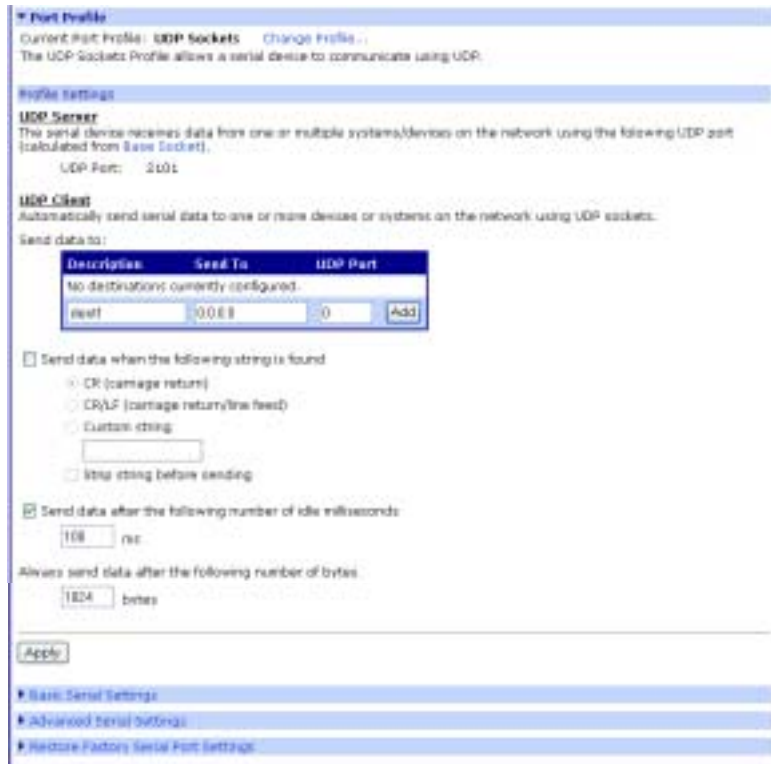 Port Profile
Current Port Profile: UDP Sockets Change Profile...
The UDP Sockets Profile allows a serial device to communicate using UDP.
Profile Settings
UDP Server
The serial device receives data from one or multiple systems/devices on the network using the following UDP port
(calculated from Base Socket).
UDP Port: 2101
UDP Client
Automatically send serial data to one or more devices or systems on the network using UDP sockets.
Send data to:
Description Send To UDP Port
No destinations currently configured.
0.0.0.0 0 Add
Send data when the following string is found
CR (carriage return)
CR/LF (carriage return/line feed)
Custom string
Strip string before sending
Send data after the following number of idle milliseconds
ms
Always send data after the following number of bytes
bytes
Apply
Basic Serial Settings
Advanced Serial Settings
Restore Factory Serial Port Settings